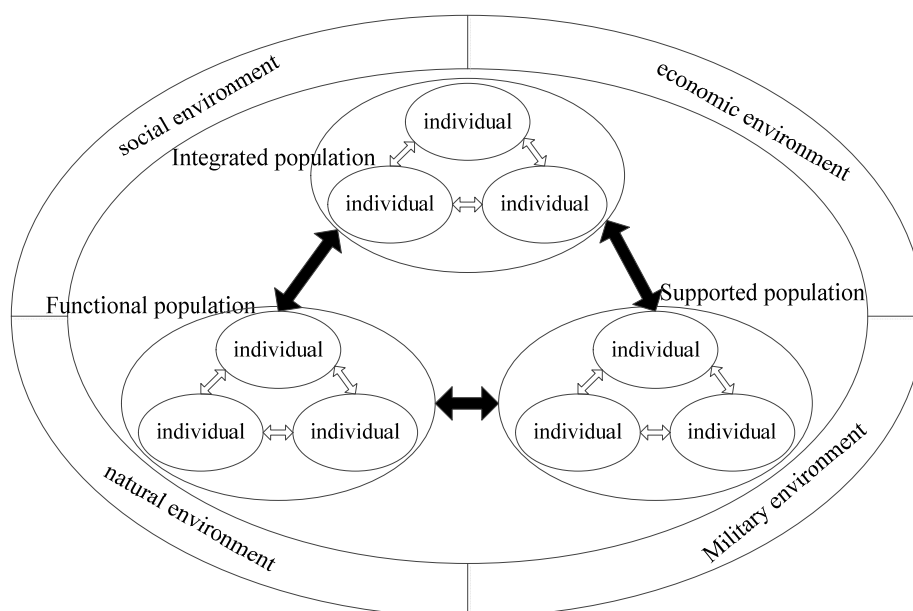 social environment
economic environment
individual
Integrated population
individual
individual
Functional population
Supported population
individual
individual
individual
individual
individual
individual
natural environment
Military environment